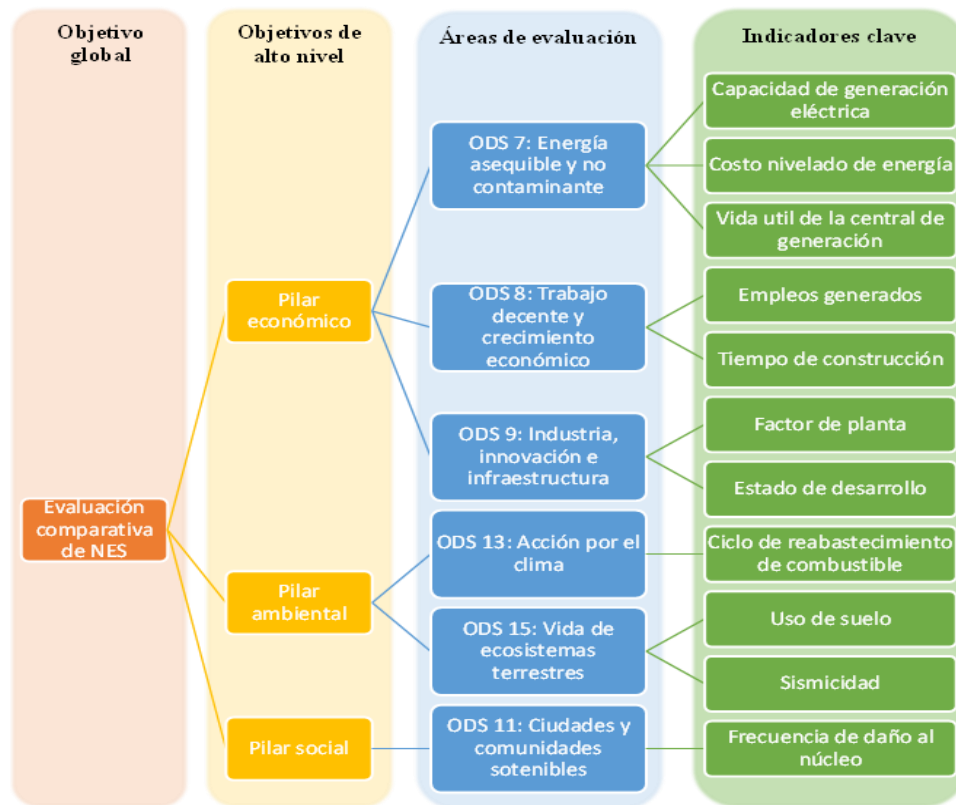 Objetivo
global
Objetivos de
alto nivel
Áreas de evaluación
Indicadores clave
Evaluación
comparativa
de NES
Pilar
económico
Pilar
ambiental
Pilar social
ODS 7: Energía
asequible y no
contaminante
ODS 8: Trabajo
decente y
crecimiento
económico
ODS 9: Industria,
innovación e
infraestructura
ODS 13: Acción por el
clima
ODS 15: Vida de
ecosistemas
terrestres
ODS 11: Ciudades y
comunidades
sotenibles
Capacidad de generación
eléctrica
Costo nivelado de energía
Vida util de la central de
generación
Empleos generados
Tiempo de construcción
Factor de planta
Estado de desarrollo
Ciclo de reabastecimiento
de combustible
Uso de suelo
Sismicidad
Frecuencia de daño al
núcleo